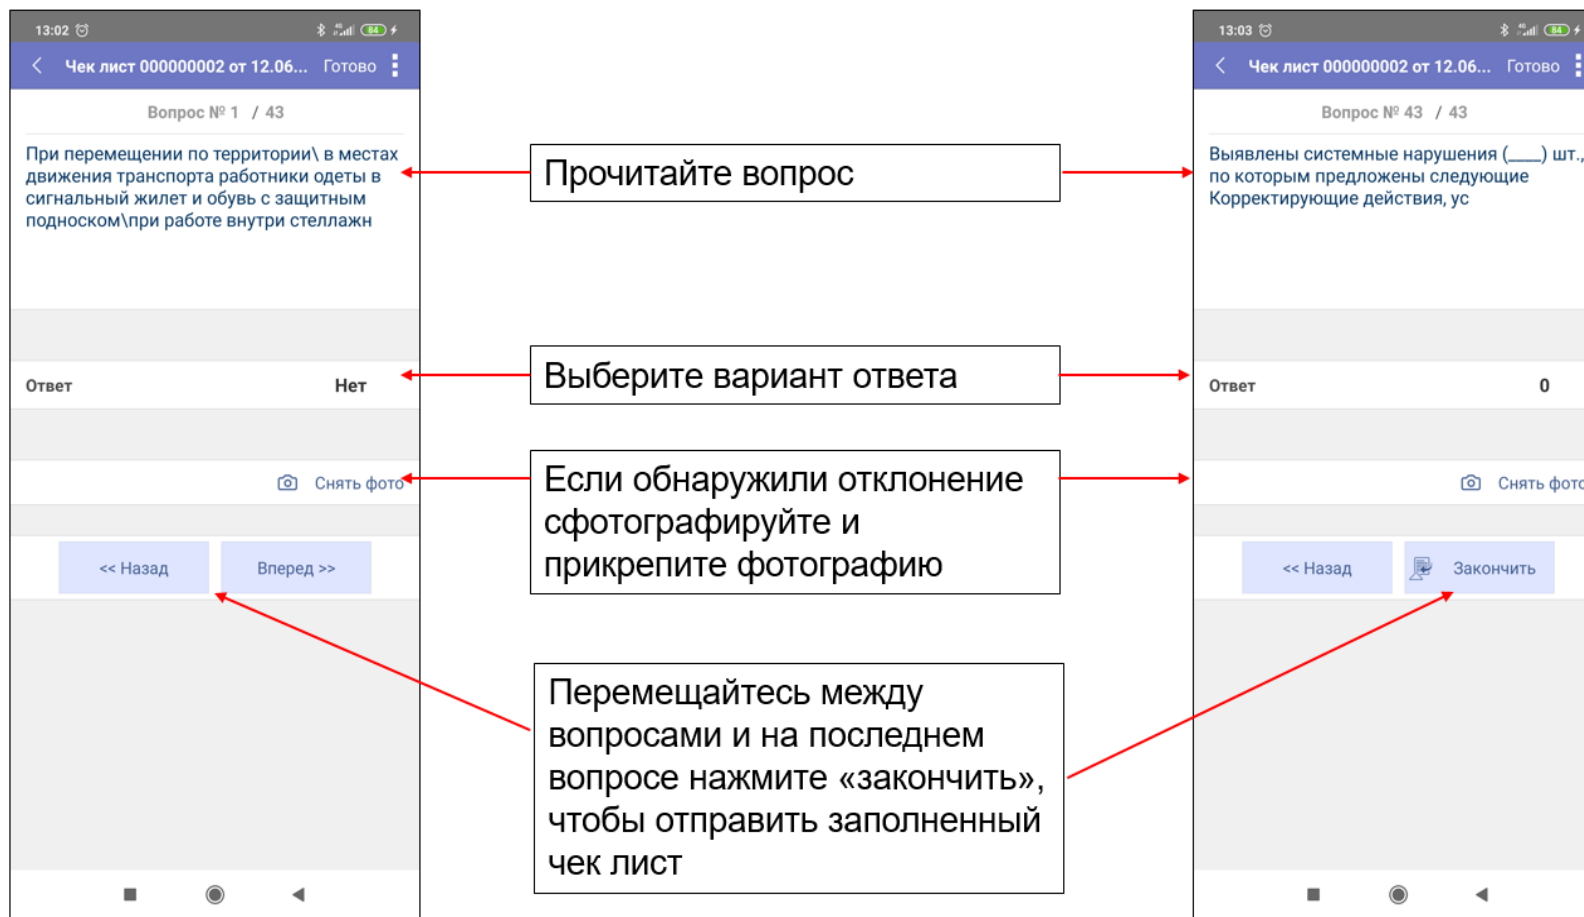 13:02
84
Чек лист 000000002 от 12.06... Готово
Вопрос № 1 / 43
При перемещении по территории\ в местах
движения транспорта работники одеты в
сигнальный жилет и обувь с защитным
подноском\при работе внутри стеллажн
Ответ Нет
Снять фото
<< Назад Вперед >>
Прочитайте вопрос
Выберите вариант ответа
Если обнаружили отклонение
сфотографируйте и
прикрепите фотографию
Перемещайтесь между
вопросами и на последнем
вопросе нажмите «закончить»,
чтобы отправить заполненный
чек лист
13:03
84
Чек лист 000000002 от 12.06... Готово
Вопрос № 43 / 43
Выявлены системные нарушения (____) шт.,
по которым предложены следующие
Корректирующие действия, ус
Ответ 0
Снять фото
<< Назад Закончить